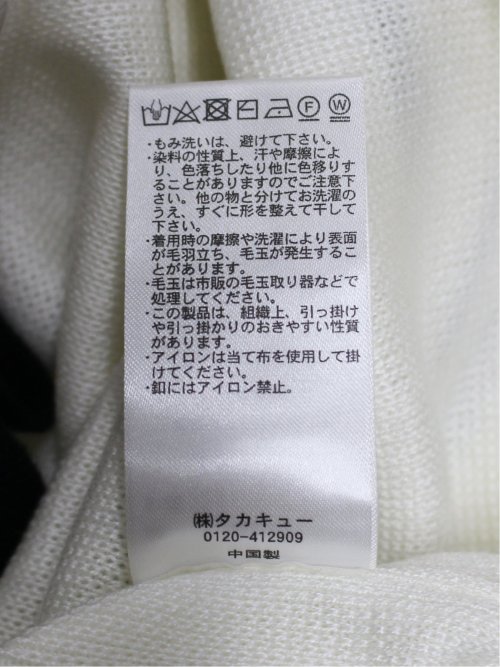 Ⓕ Ⓦ
・もみ洗いは、避けて下さい。
・染料の性質上、汗や摩擦によ
り、色落ちしたり他に色移りす
ることがありますのでご注意下
さい。他の物と分けてお洗濯の
うえ、すぐに形を整えて干して
下さい。
・着用時の摩擦や洗濯により表面
が毛羽立ち、毛玉が発生するこ
とがあります。
・毛玉は市販の毛玉取り器などで
処理してください。
・この製品は、組織上、引っ掛け
や引っ掛かりのおきやすい性質
があります。
・アイロンは当て布を使用して掛
けてください。
・釦にはアイロン禁止。
㈱タカキュー
0120-412909
中国製